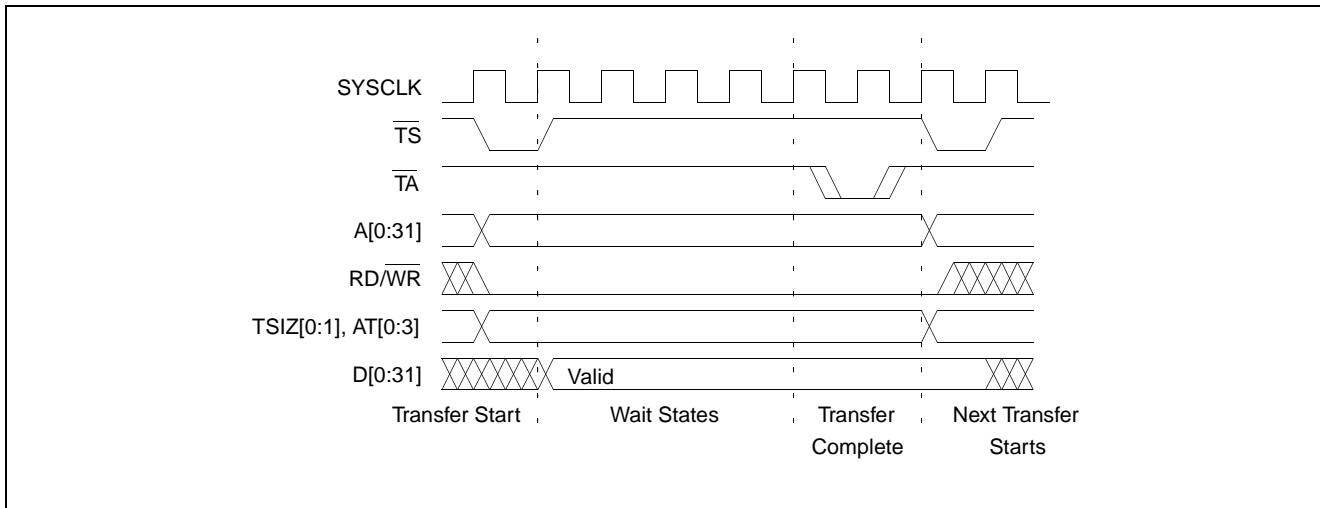 SYSCLK
TS
TA
A[0:31]
RD/WR
TSIZ[0:1], AT[0:3]
D[0:31]
Valid
Transfer Start
Wait States
Transfer
Complete
Next Transfer
Starts